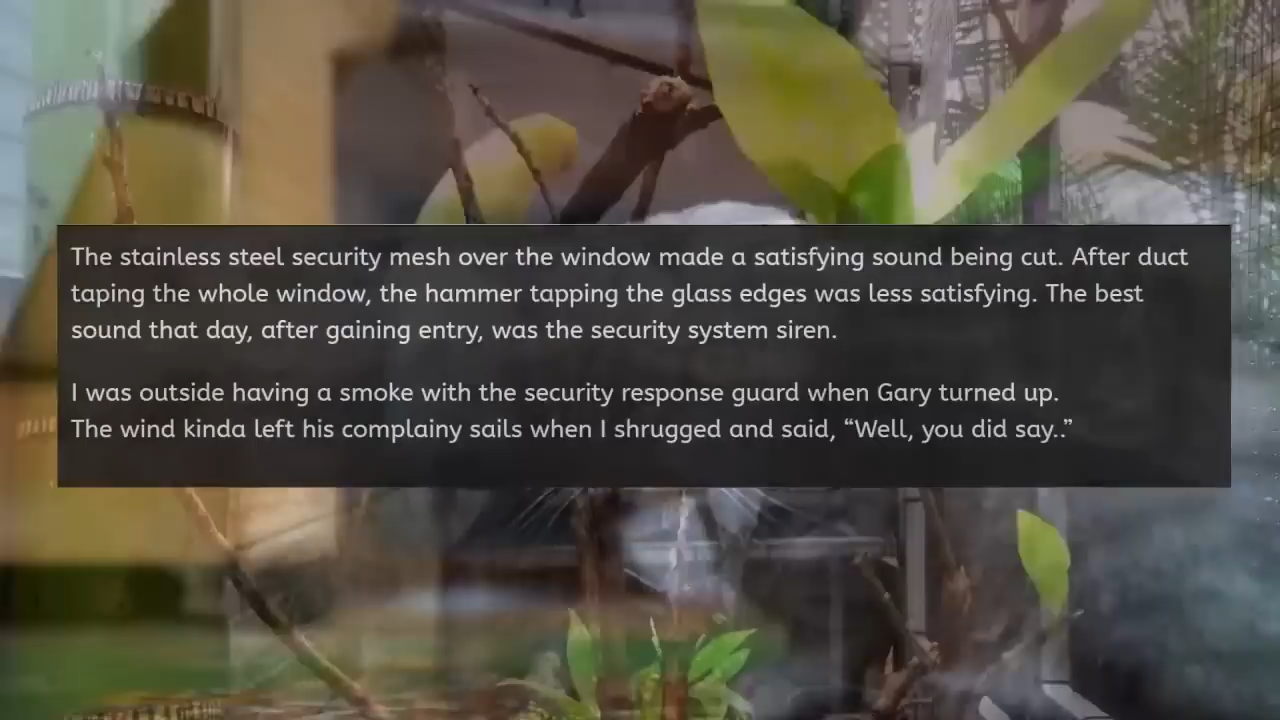 The stainless steel security mesh over the window made a satisfying sound being cut. After duct
taping the whole window, the hammer tapping the glass edges was less satisfying. The best
sound that day, after gaining entry, was the security system siren.
I was outside having a smoke with the security response guard when Gary turned up.
The wind kinda left his complainy sails when I shrugged and said, “Well, you did say..”